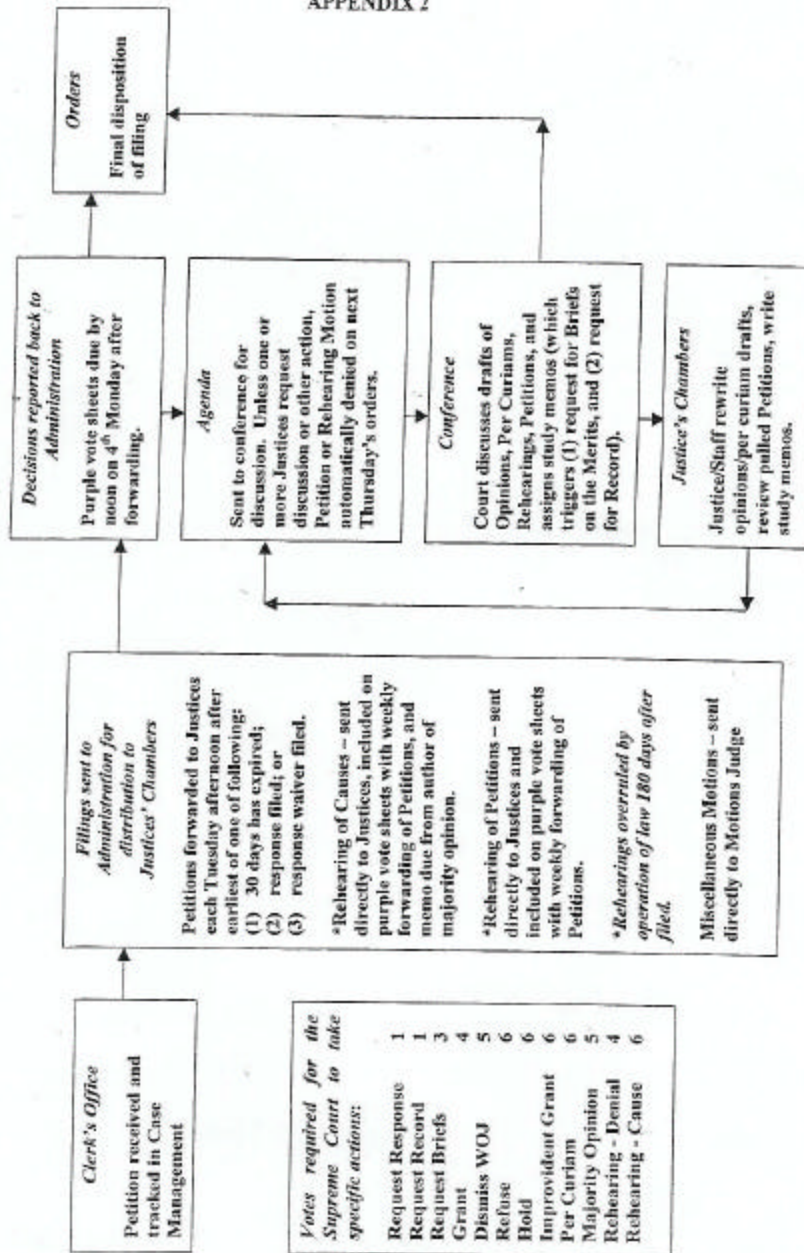 APPENDIX 2
Clerk's Office
Petition received and
tracked in Case
Management
Votes required for the
Supreme Court to take
specific actions:
Request Response 1
Request Record 1
Request Briefs 3
Grant 4
Dismiss WOJ 5
Refuse 6
Hold 6
Improvident Grant 6
Per Curiam 6
Majority Opinion 5
Rehearing - Denial 4
Rehearing - Cause 6
Filings sent to
Administration for
distribution to
Justices' Chambers
Petitions forwarded to Justices
each Tuesday afternoon after
earliest of one of following:
(1) 30 days has expired;
(2) response filed; or
(3) response waiver filed.
*Rehearing of Causes – sent
directly to Justices, included on
purple vote sheets with weekly
forwarding of Petitions, and
memo due from author of
majority opinion.
*Rehearing of Petitions – sent
directly to Justices and
included on purple vote sheets
with weekly forwarding of
Petitions.
*Rehearings overruled by
operation of law 180 days after
filed.
Miscellaneous Motions – sent
directly to Motions Judge
Decisions reported back to
Administration
Purple vote sheets due by
noon on 4th Monday after
forwarding.
Agenda
Sent to conference for
discussion. Unless one or
more Justices request
discussion or other action,
Petition or Rehearing Motion
automatically denied on next
Thursday's orders.
Conference
Court discusses drafts of
Opinions, Per Curiams,
Rehearings, Petitions, and
assigns study memos (which
triggers (1) request for Briefs
on the Merits, and (2) request
for Record).
Justice's Chambers
Justice/Staff rewrite
opinions/per curium drafts,
review pulled Petitions, write
study memos.
Orders
Final disposition
of filing